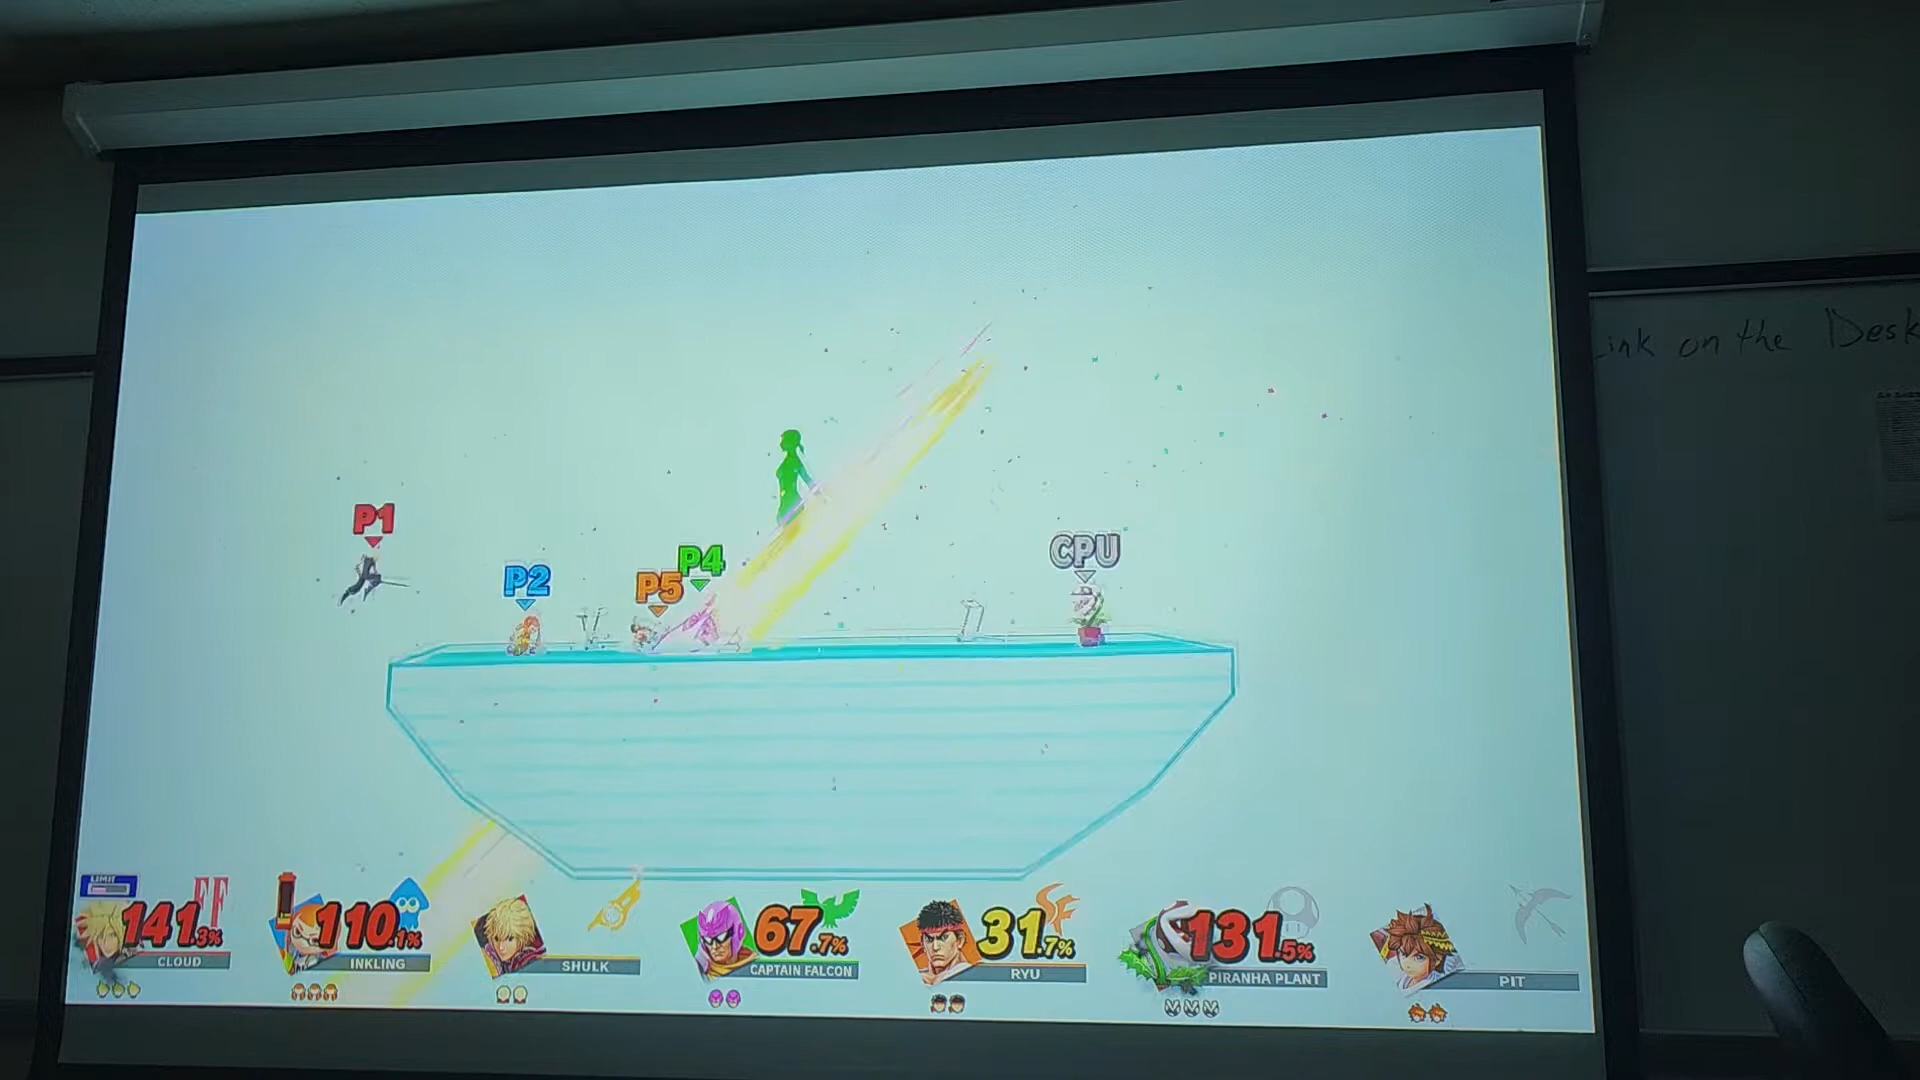 ink on the Desk
P1
P2
P5
P4
CPU
LIMIT
FF
141.3%
CLOUD
110.1%
INKLING
SHULK
67.7%
CAPTAIN FALCON
31.7%
RYU
131.5%
PIRANHA PLANT
PIT